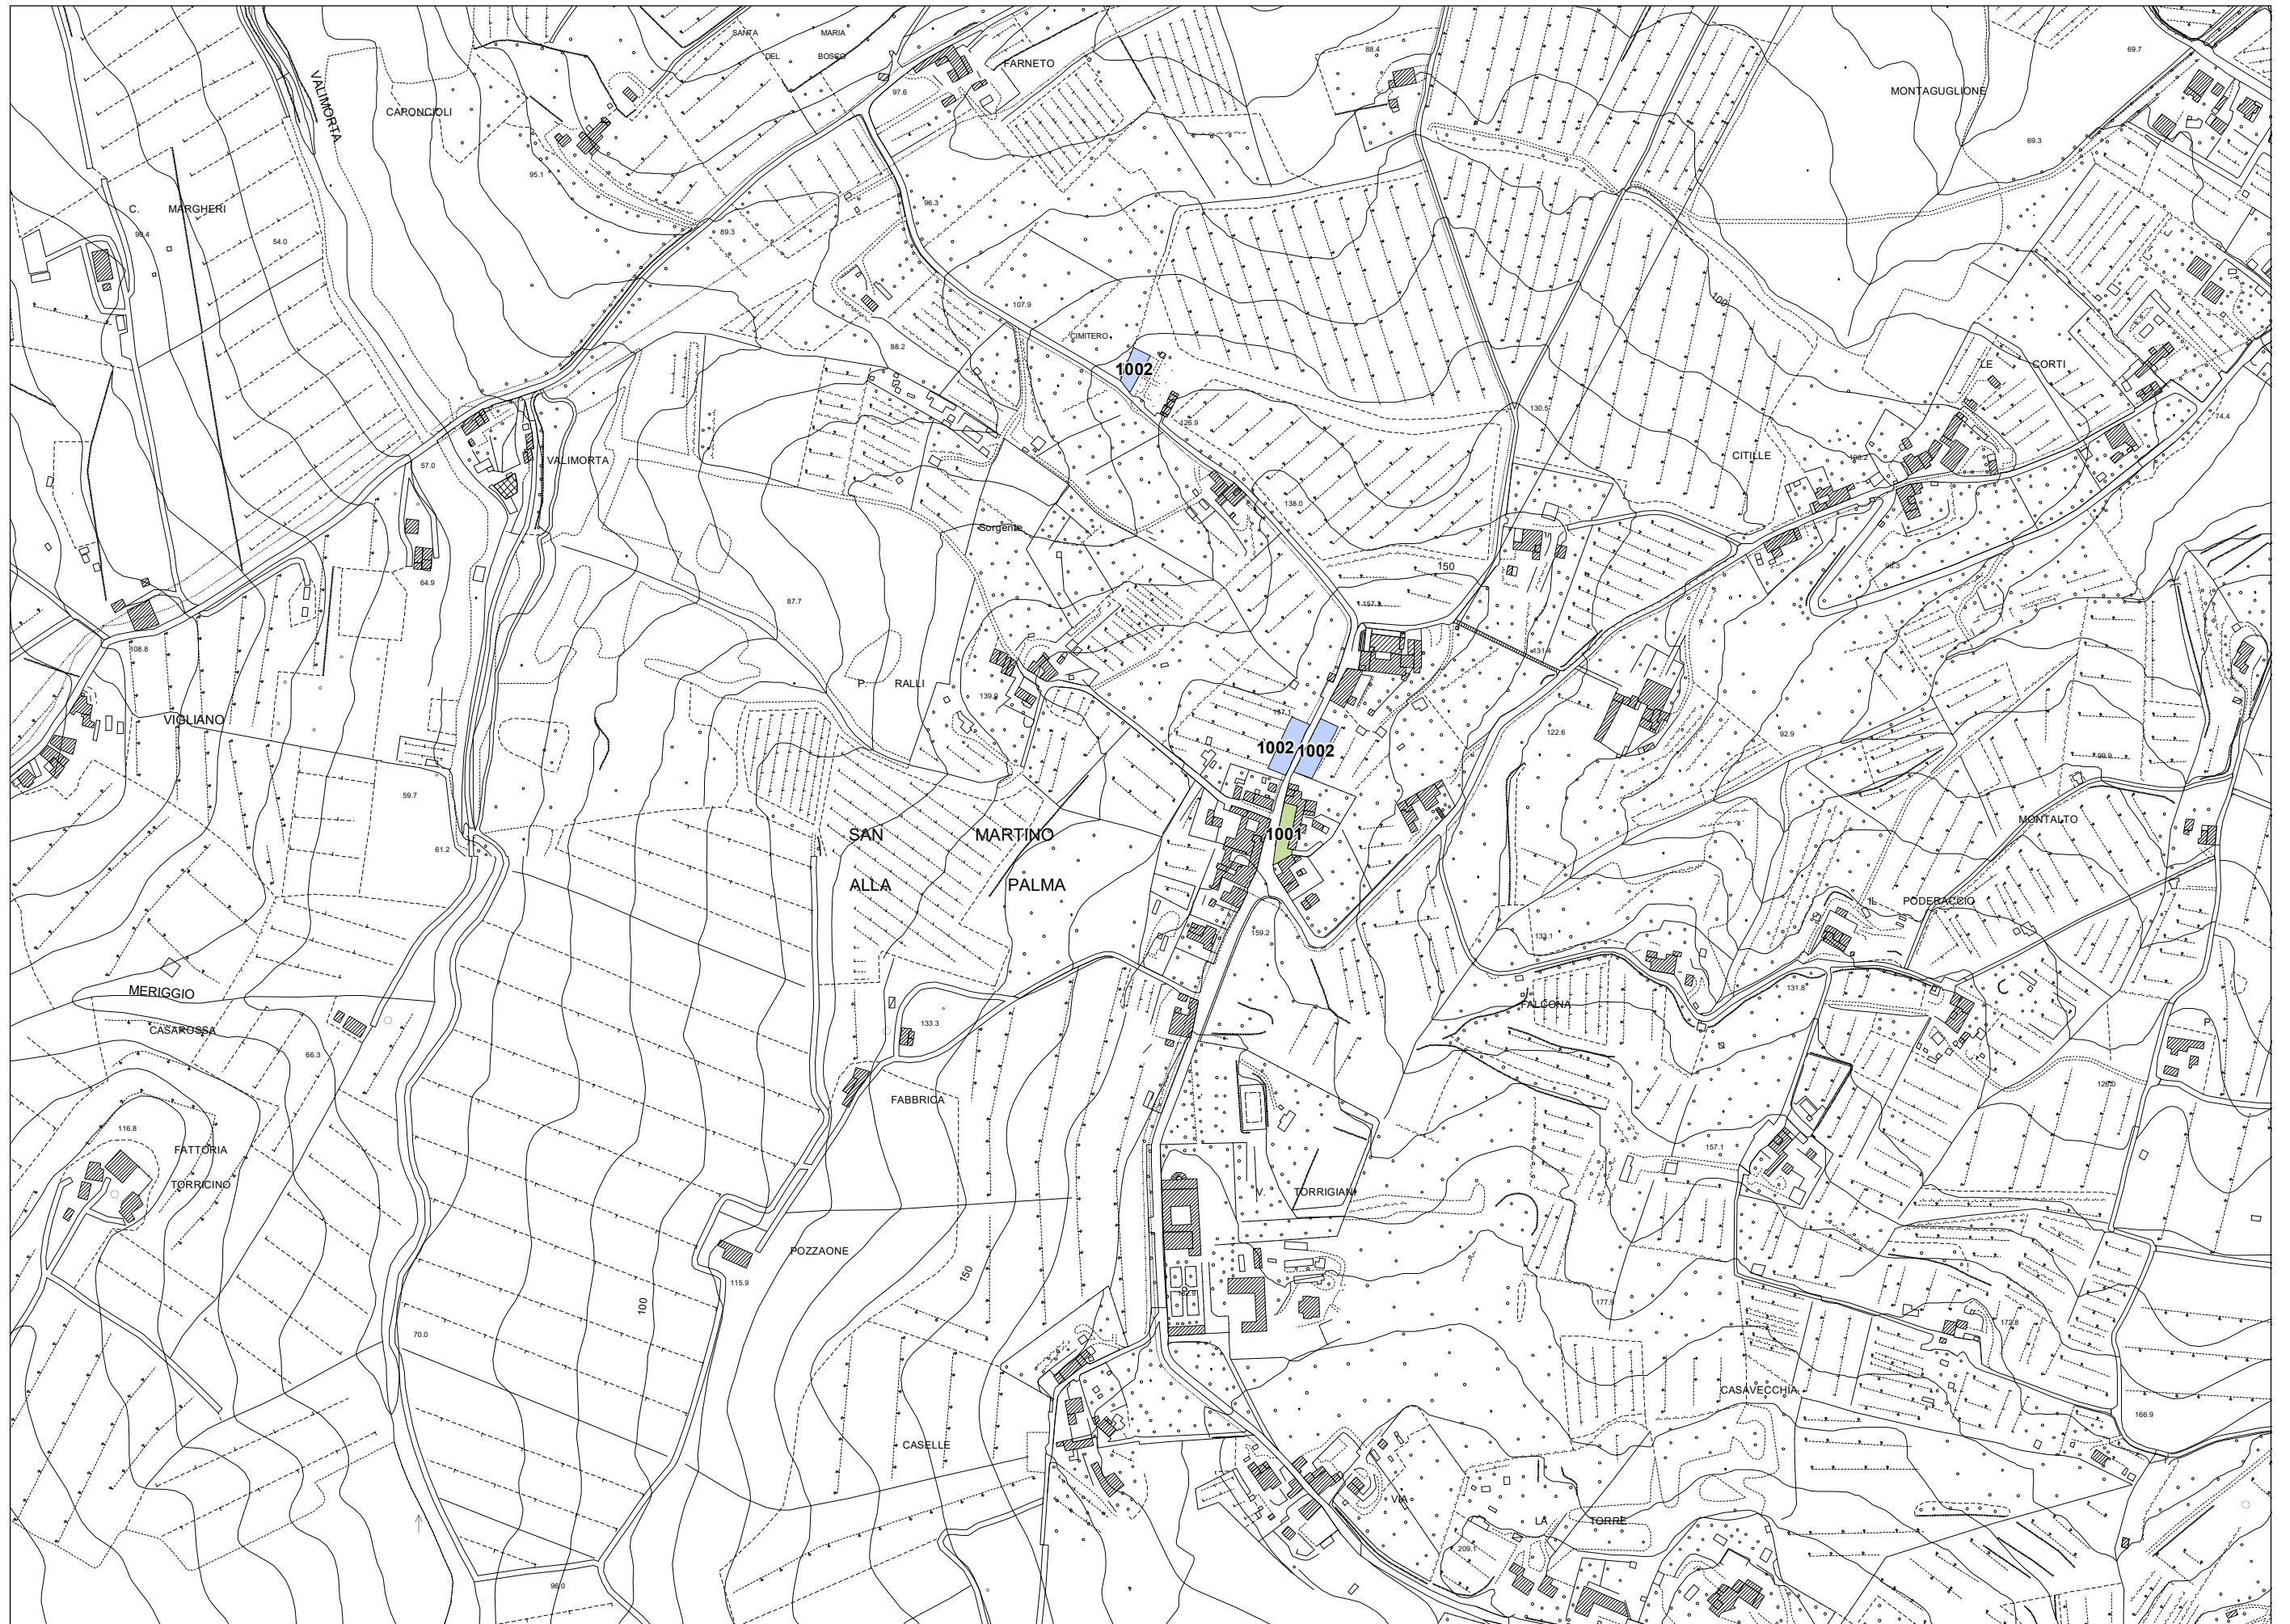 SANTA MARIA
DEL BOSCO
FARNETO
88.4
69.7
VALIMORTA
CARONCIOLI
97.6
MONTAGUGLIONE
69.3
95.1
C. MARGHERI
90.4
54.0
96.3
89.3
107.9
100
CIMITERO
88.2
1002
LE CORTI
130.5
74.4
126.9
57.0
VALIMORTA
CITILLE
138.0
Sorgente
150
64.9
87.7
108.8
P. RALLI
139.9
VIGLIANO
122.6
92.9
1002
1002
99.9
59.7
61.2
SAN MARTINO
1001
MONTALTO
ALLA PALMA
IL PODERACCIO
159.2
133.1
MERIGGIO
131.8
FALCONA
CASAROSSA
133.3
P.
66.3
FABBRICA
116.8
FATTORIA
157.1
TORRICINO
V. TORRIGIANI
POZZAONE
115.9
150
100
177.9
172.8
70.0
CASAVECCHIA
166.9
CASELLE
VIA
LA TORRE
209.1
96.0